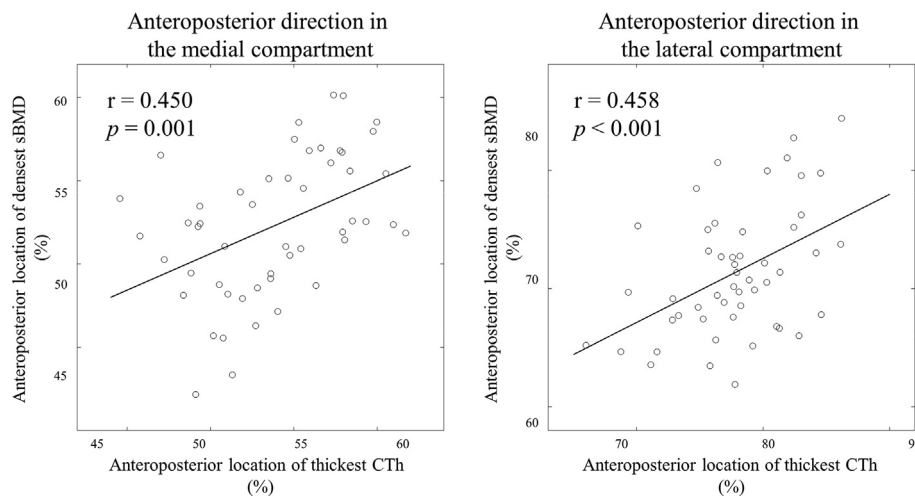 Anteroposterior direction in
the medial compartment
r = 0.450
p = 0.001
60
55
50
45
Anteroposterior location of densest sBMD
(%)
45 50 55 60
Anteroposterior location of thickest CTh
(%)
Anteroposterior direction in
the lateral compartment
r = 0.458
p < 0.001
80
70
60
Anteroposterior location of densest sBMD
(%)
70 80 9
Anteroposterior location of thickest CTh
(%)